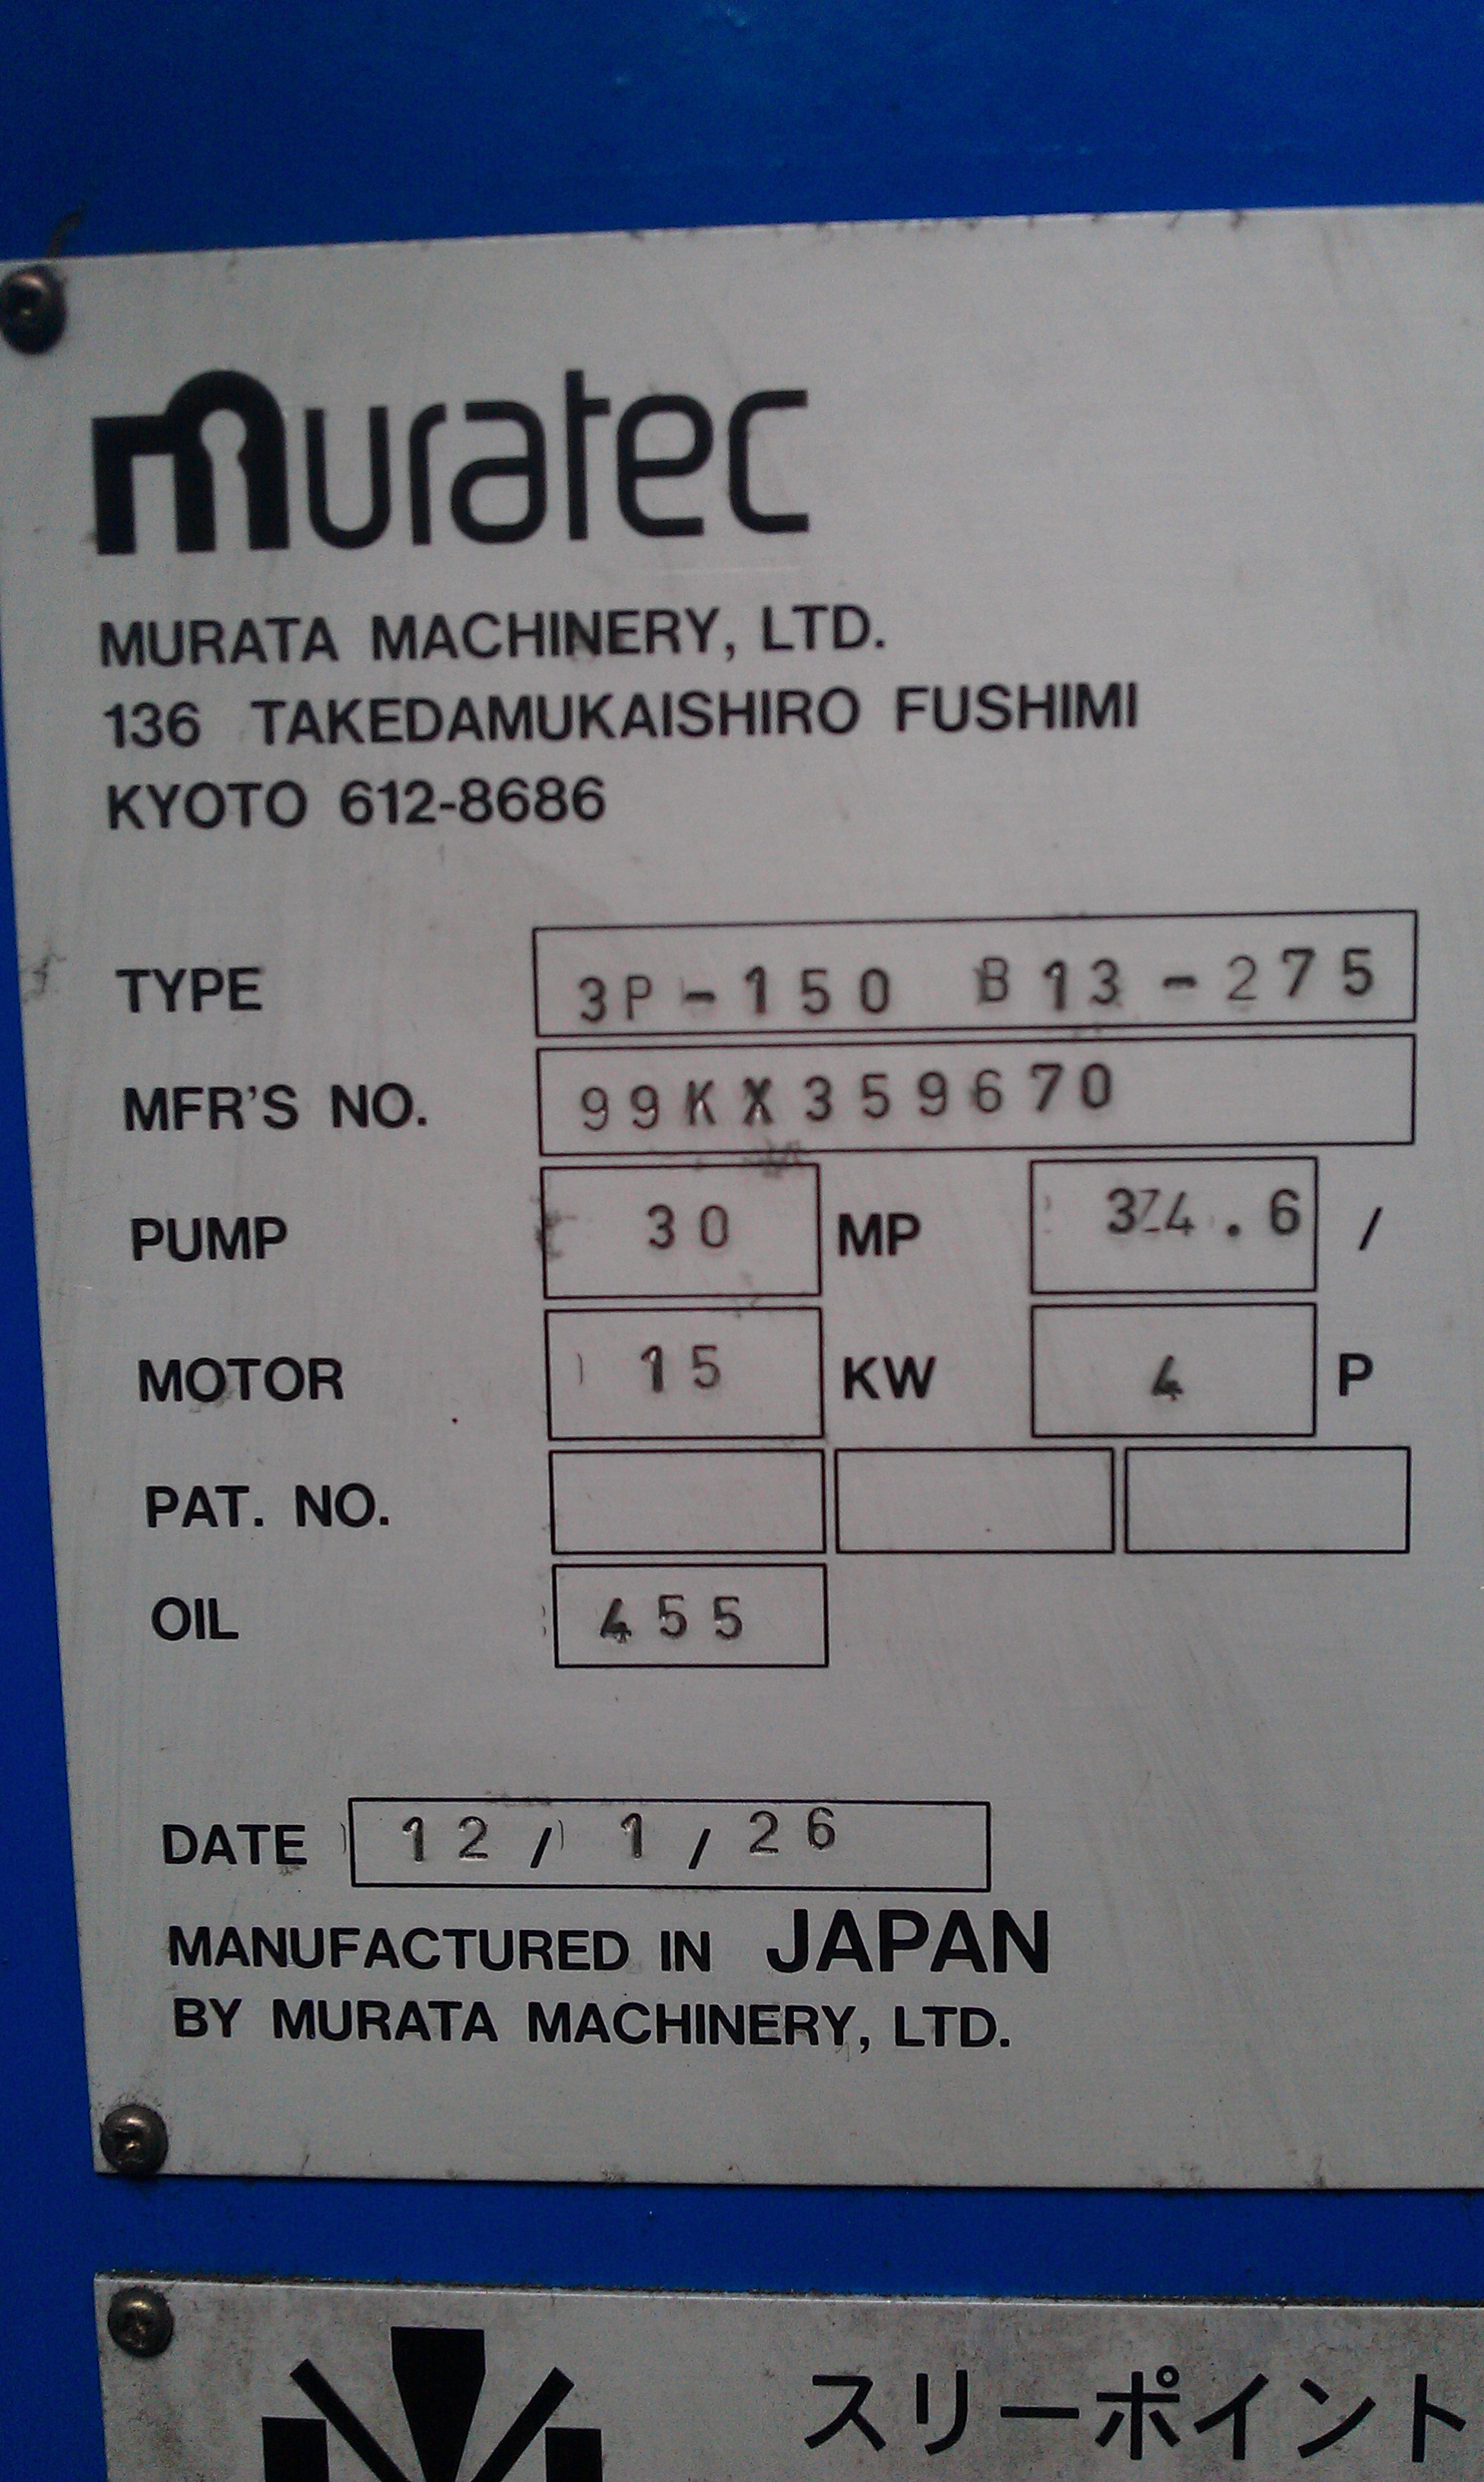 muratec
MURATA MACHINERY, LTD.
136 TAKEDAMUKAISHIRO FUSHIMI
KYOTO 612-8686
TYPE 3P-150 B13-275
MFR'S NO. 99KX359670
PUMP 30 MP /
MOTOR 15 KW 4 P
PAT. NO.
OIL 455
DATE 12/1/26
MANUFACTURED IN JAPAN
BY MURATA MACHINERY, LTD.
スリーポイント